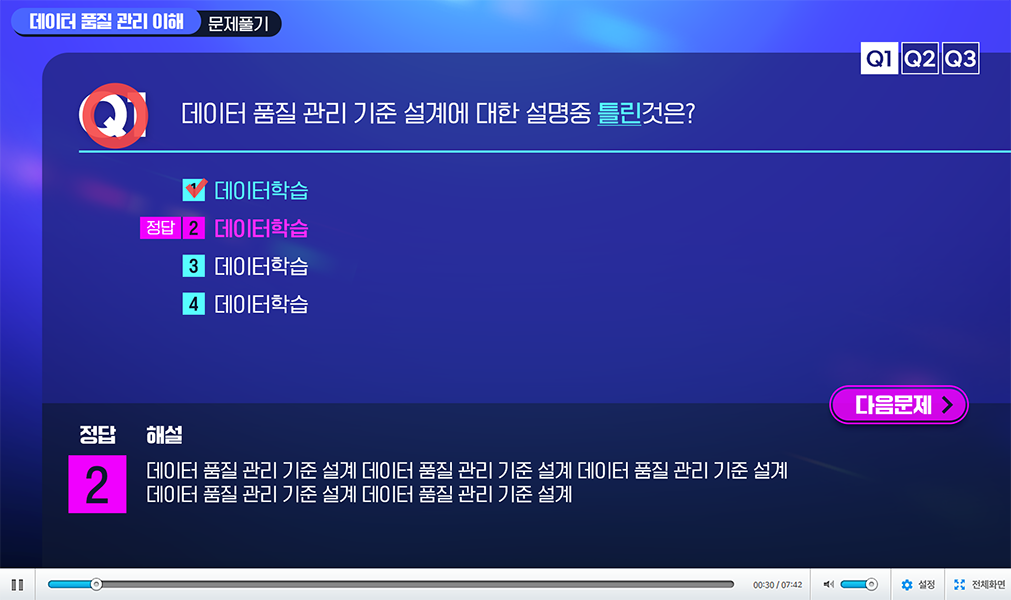 데이터 품질 관리 이해 문제풀기
Q1 Q2 Q3
Q1 데이터 품질 관리 기준 설계에 대한 설명중 틀린것은?
1 데이터학습
정답 2 데이터학습
3 데이터학습
4 데이터학습
다음문제
정답 해설
2
데이터 품질 관리 기준 설계 데이터 품질 관리 기준 설계 데이터 품질 관리 기준 설계
데이터 품질 관리 기준 설계 데이터 품질 관리 기준 설계
00:30 / 07:42 설정 전체화면